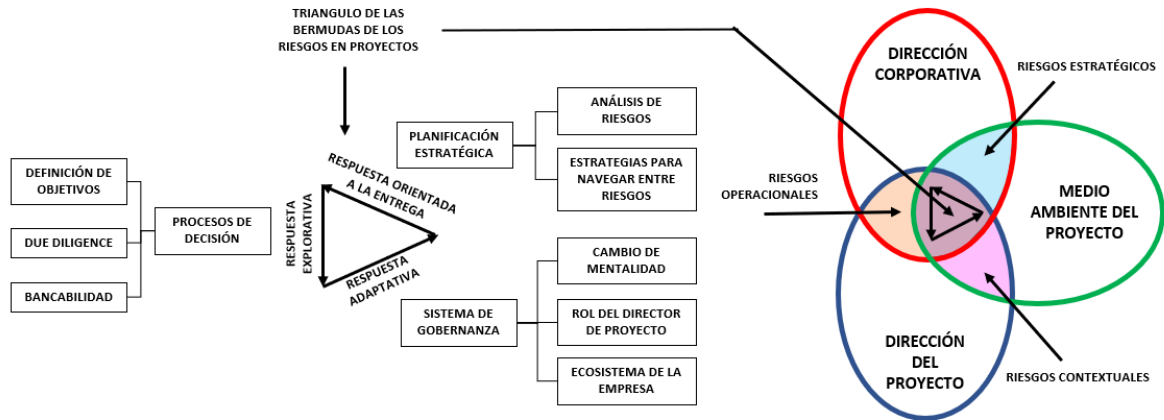 TRIANGULO DE LAS
BERMUDAS DE LOS
RIESGOS EN PROYECTOS
DEFINICIÓN DE
OBJETIVOS
DUE DILIGENCE
BANCABILIDAD
PROCESOS DE
DECISIÓN
RESPUESTA
EXPLORATIVA
RESPUESTA ORIENTADA
A LA ENTREGA
RESPUESTA
ADAPTATIVA
PLANIFICACIÓN
ESTRATÉGICA
ANÁLISIS DE
RIESGOS
ESTRATEGIAS PARA
NAVEGAR ENTRE
RIESGOS
SISTEMA DE
GOBERNANZA
CAMBIO DE
MENTALIDAD
ROL DEL DIRECTOR
DE PROYECTO
ECOSISTEMA DE LA
EMPRESA
DIRECCIÓN
CORPORATIVA
RIESGOS ESTRATÉGICOS
RIESGOS
OPERACIONALES
MEDIO
AMBIENTE DEL
PROYECTO
DIRECCIÓN
DEL
PROYECTO
RIESGOS CONTEXTUALES